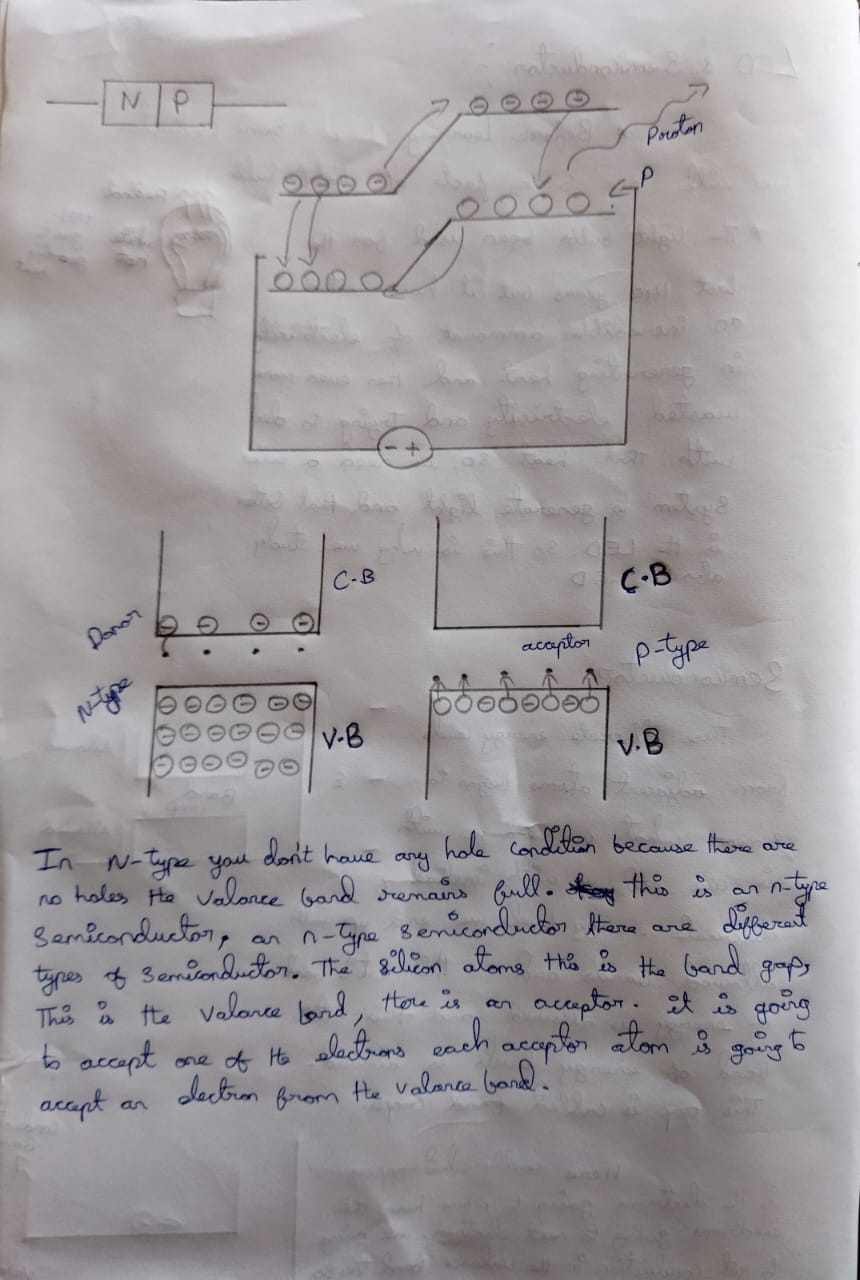 N P
Proton
P
- +
C-B
Donor
C.B
acceptor
P-type
N-type
V-B
V.B
In N-type you don't have any hole condition because there are
no holes the valance band remains full. this is an n-type
Semiconductor, an n-type semiconductor there are different
types of semiconductor. The silicon atoms this is the band gap,
This is the Valance band, Here is an acceptor. it is going
to accept one of the electrons each acceptor atom is going to
accept an electron from the valance band.